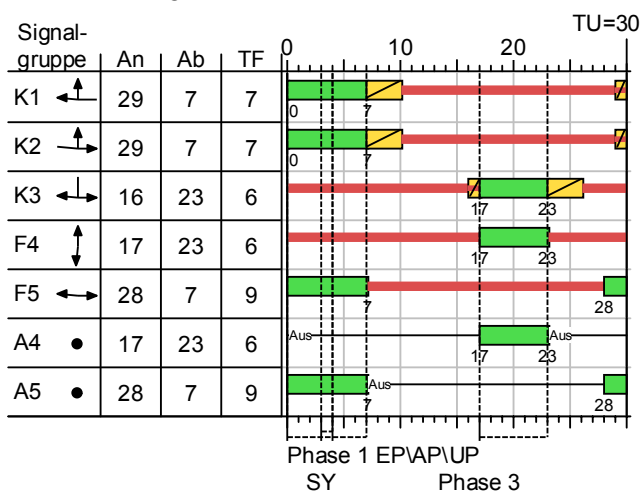 TU=30
Signal-
gruppe An Ab TF 0 10 20
K1 29 7 7
0 7
K2 29 7 7
0 7
K3 16 23 6
17 23
F4 17 23 6
17 23
F5 28 7 9
7 28
A4 17 23 6 Aus Aus
17 23
A5 28 7 9 Aus
7 28
Phase 1 EP\AP\UP
SY Phase 3